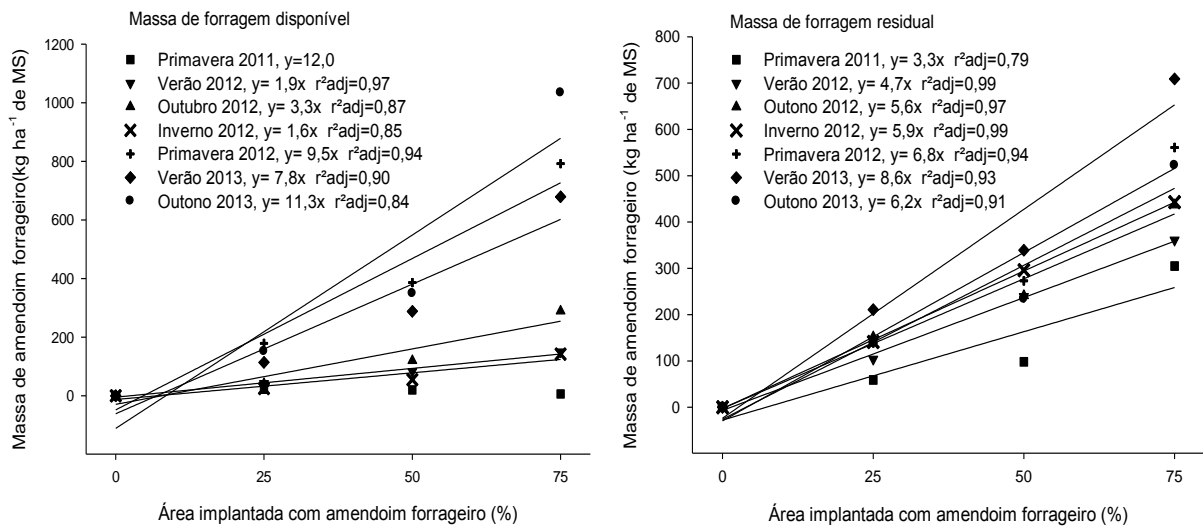 Massa de forragem disponível
Primavera 2011, y=12,0
Verão 2012, y= 1,9x r²adj=0,97
Outubro 2012, y= 3,3x r²adj=0,87
Inverno 2012, y= 1,6x r²adj=0,85
Primavera 2012, y= 9,5x r²adj=0,94
Verão 2013, y= 7,8x r²adj=0,90
Outono 2013, y= 11,3x r²adj=0,84
Massa de amendoim forrageiro(kg ha⁻¹ de MS)
1200
1000
800
600
400
200
0
0 25 50 75
Área implantada com amendoim forrageiro (%)
Massa de forragem residual
Primavera 2011, y= 3,3x r²adj=0,79
Verão 2012, y= 4,7x r²adj=0,99
Outono 2012, y= 5,6x r²adj=0,97
Inverno 2012, y= 5,9x r²adj=0,99
Primavera 2012, y= 6,8x r²adj=0,94
Verão 2013, y= 8,6x r²adj=0,93
Outono 2013, y= 6,2x r²adj=0,91
Massa de amendoim forrageiro (kg ha⁻¹ de MS)
800
700
600
500
400
300
200
100
0
0 25 50 75
Área implantada com amendoim forrageiro (%)